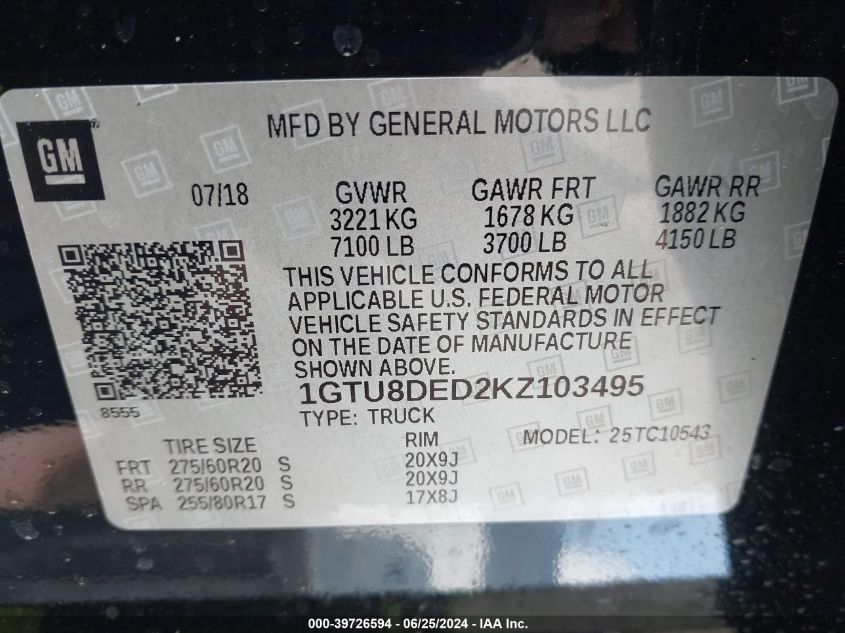 GM ®
MFD BY GENERAL MOTORS LLC
07/18 GVWR GAWR FRT GAWR RR
3221 KG 1678 KG 1882 KG
7100 LB 3700 LB 4150 LB
THIS VEHICLE CONFORMS TO ALL
APPLICABLE U.S. FEDERAL MOTOR
VEHICLE SAFETY STANDARDS IN EFFECT
ON THE DATE OF MANUFACTURE
SHOWN ABOVE.
8555
1GTU8DED2KZ103495
TYPE: TRUCK
TIRE SIZE RIM MODEL: 25TC10543
FRT 275/60R20 S 20X9J
RR 275/60R20 S 20X9J
SPA 255/80R17 S 17X8J
000-39726594 / 06/25/2024 - IAA Inc.